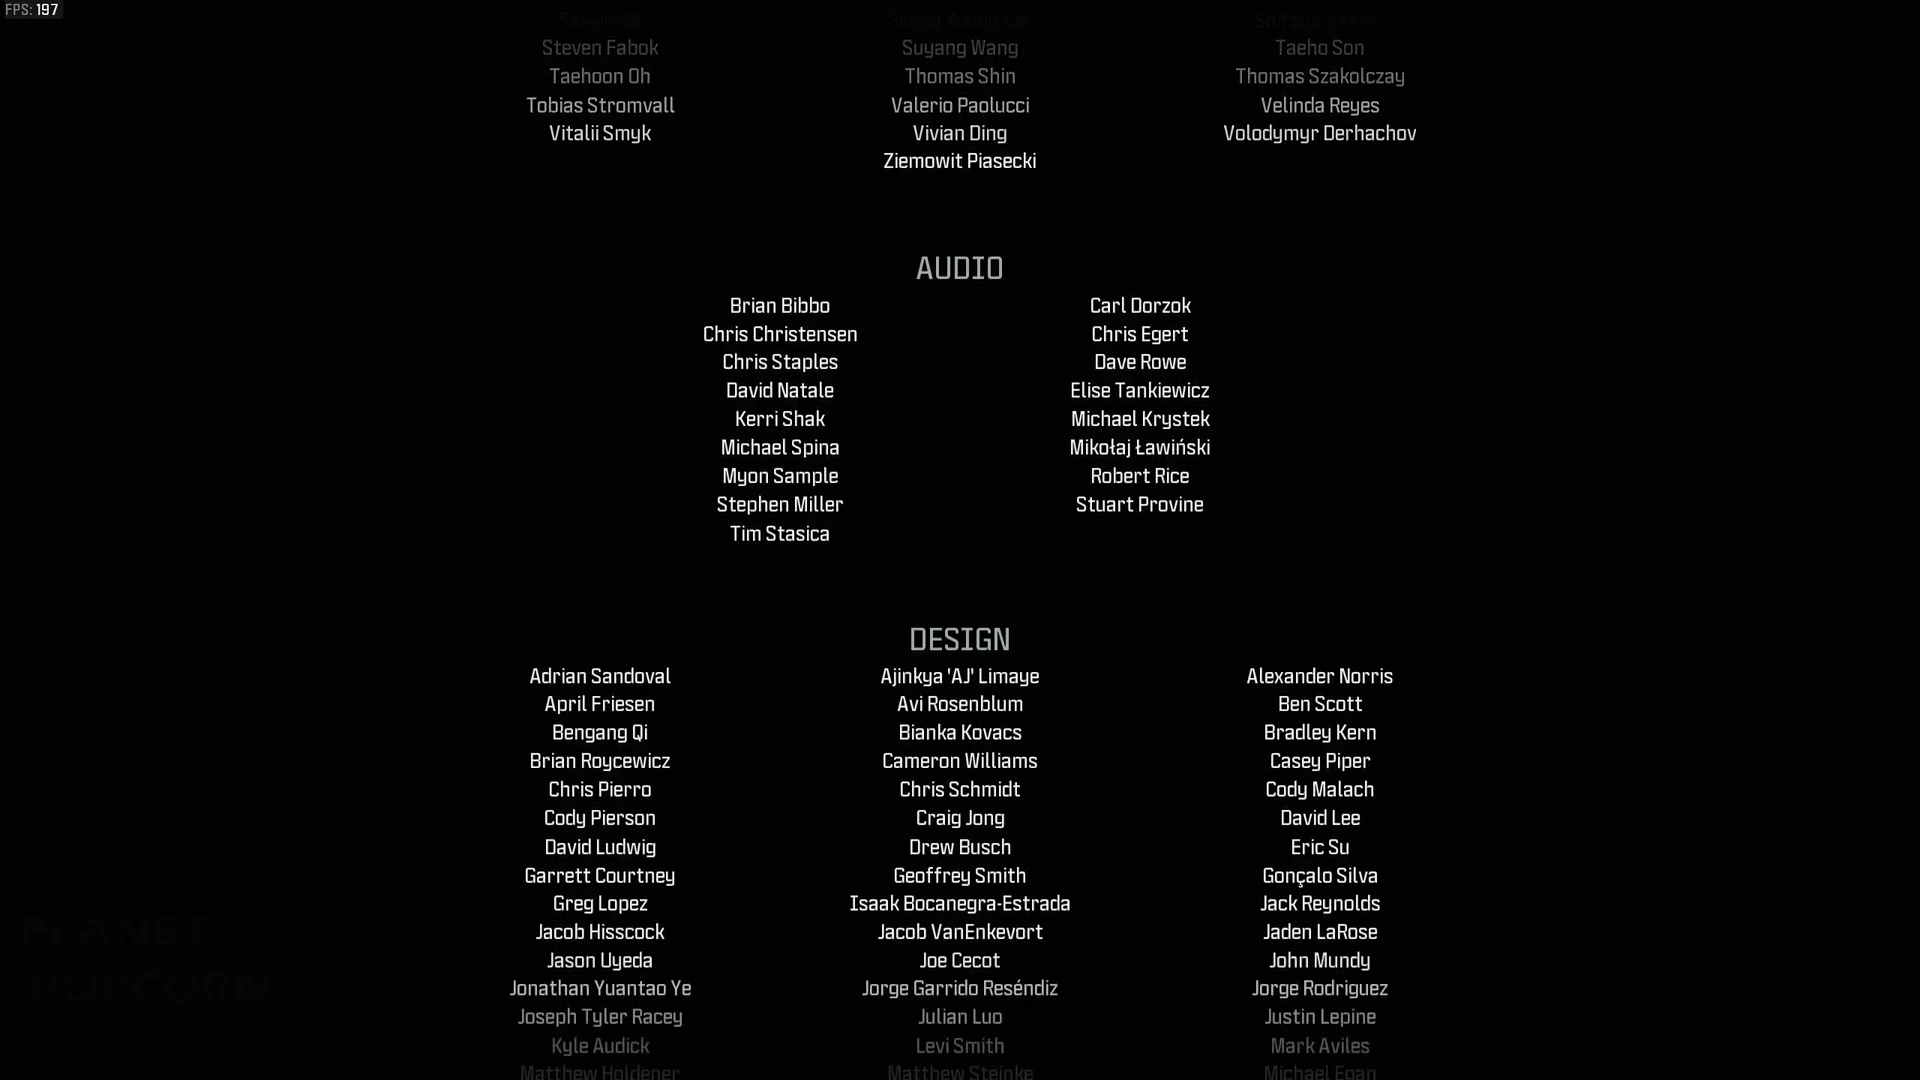 FPS: 197
Steven Fabok Suyang Wang Taeho Son
Taehoon Oh Thomas Shin Thomas Szakolczay
Tobias Stromvall Valerio Paolucci Velinda Reyes
Vitalii Smyk Vivian Ding Volodymyr Derhachov
Ziemowit Piasecki
AUDIO
Brian Bibbo Carl Dorzok
Chris Christensen Chris Egert
Chris Staples Dave Rowe
David Natale Elise Tankiewicz
Kerri Shak Michael Krystek
Michael Spina Mikołaj Ławiński
Myon Sample Robert Rice
Stephen Miller Stuart Provine
Tim Stasica
DESIGN
Adrian Sandoval Ajinkya 'AJ' Limaye Alexander Norris
April Friesen Avi Rosenblum Ben Scott
Bengang Qi Bianka Kovacs Bradley Kern
Brian Roycewicz Cameron Williams Casey Piper
Chris Pierro Chris Schmidt Cody Malach
Cody Pierson Craig Jong David Lee
David Ludwig Drew Busch Eric Su
Garrett Courtney Geoffrey Smith Gonçalo Silva
Greg Lopez Isaak Bocanegra-Estrada Jack Reynolds
Jacob Hisscock Jacob VanEnkevort Jaden LaRose
Jason Uyeda Joe Cecot John Mundy
Jonathan Yuantao Ye Jorge Garrido Reséndiz Jorge Rodriguez
Joseph Tyler Racey Julian Luo Justin Lepine
Kyle Audick Levi Smith Mark Aviles
Matthew Holdener Matthew Steinke Michael Egan
PLANET
POPCORN